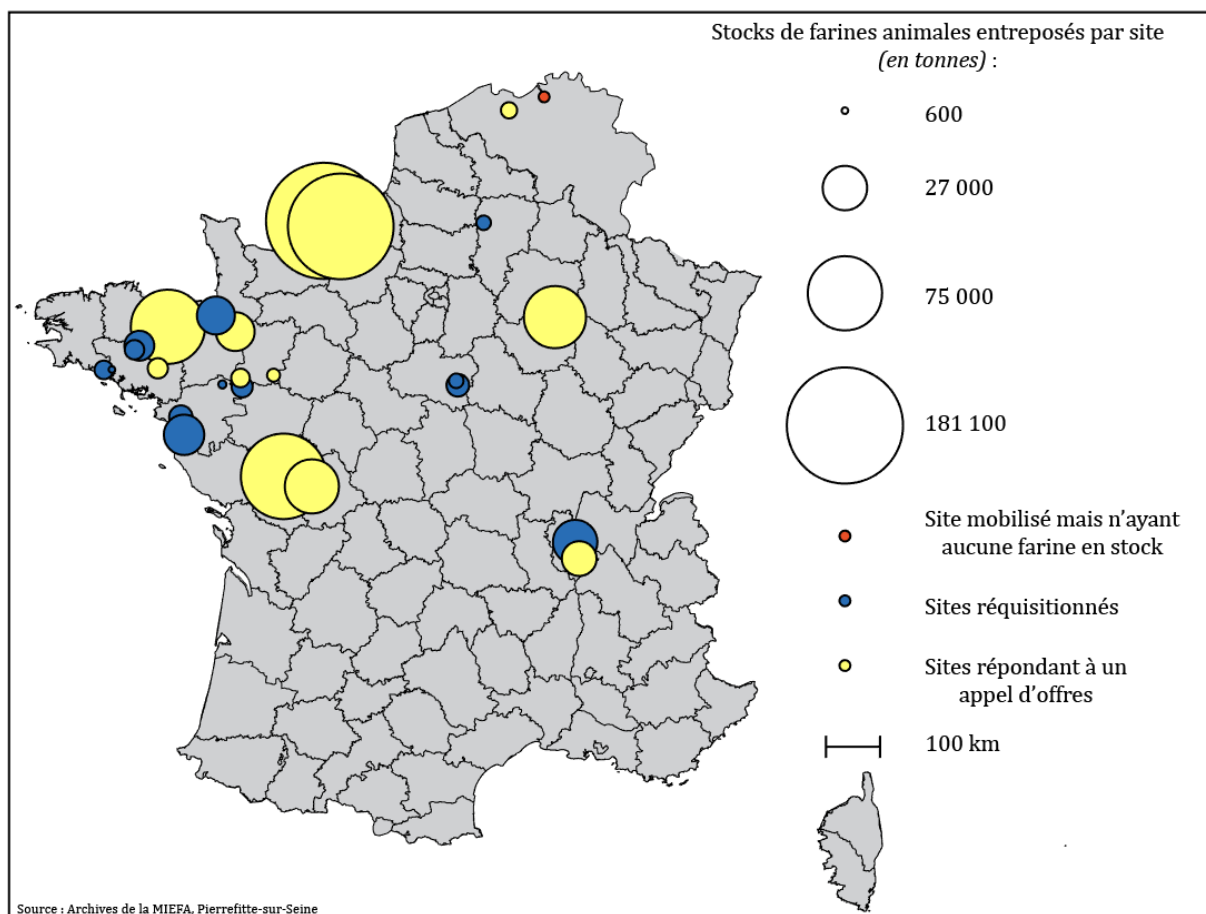 Stocks de farines animales entreposés par site
(en tonnes) :
600
27 000
75 000
181 100
Site mobilisé mais n'ayant
aucune farine en stock
Sites réquisitionnés
Sites répondant à un
appel d'offres
100 km
Source : Archives de la MIEFA, Pierrefitte-sur-Seine